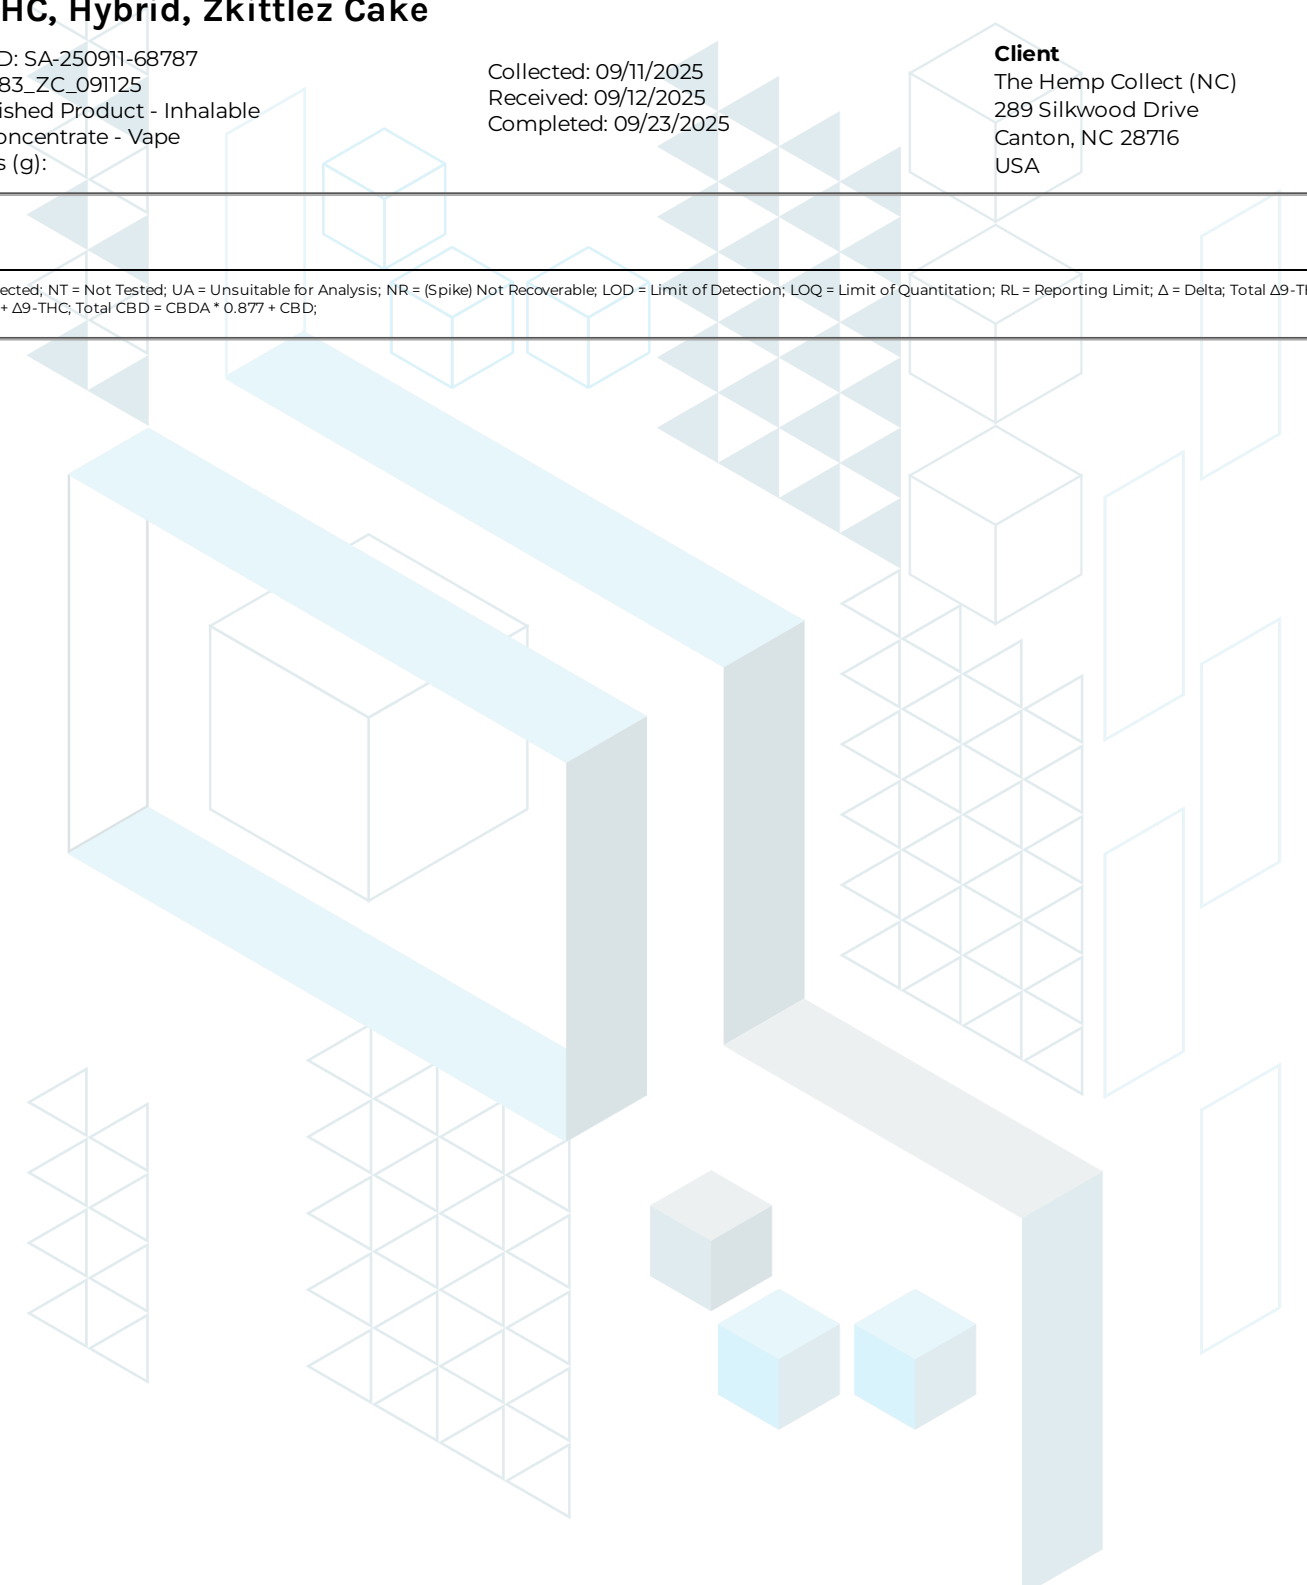 HC, Hybrid, Zkittlez Cake
D: SA-250911-68787
83_ZC_091125
ished Product - Inhalable
oncentrate - Vape
s (g):
Collected: 09/11/2025
Received: 09/12/2025
Completed: 09/23/2025
Client
The Hemp Collect (NC)
289 Silkwood Drive
Canton, NC 28716
USA
ected; NT = Not Tested; UA = Unsuitable for Analysis; NR = (Spike) Not Recoverable; LOD = Limit of Detection; LOQ = Limit of Quantitation; RL = Reporting Limit; Δ = Delta; Total Δ9-TH
+ Δ9-THC; Total CBD = CBDA * 0.877 + CBD;